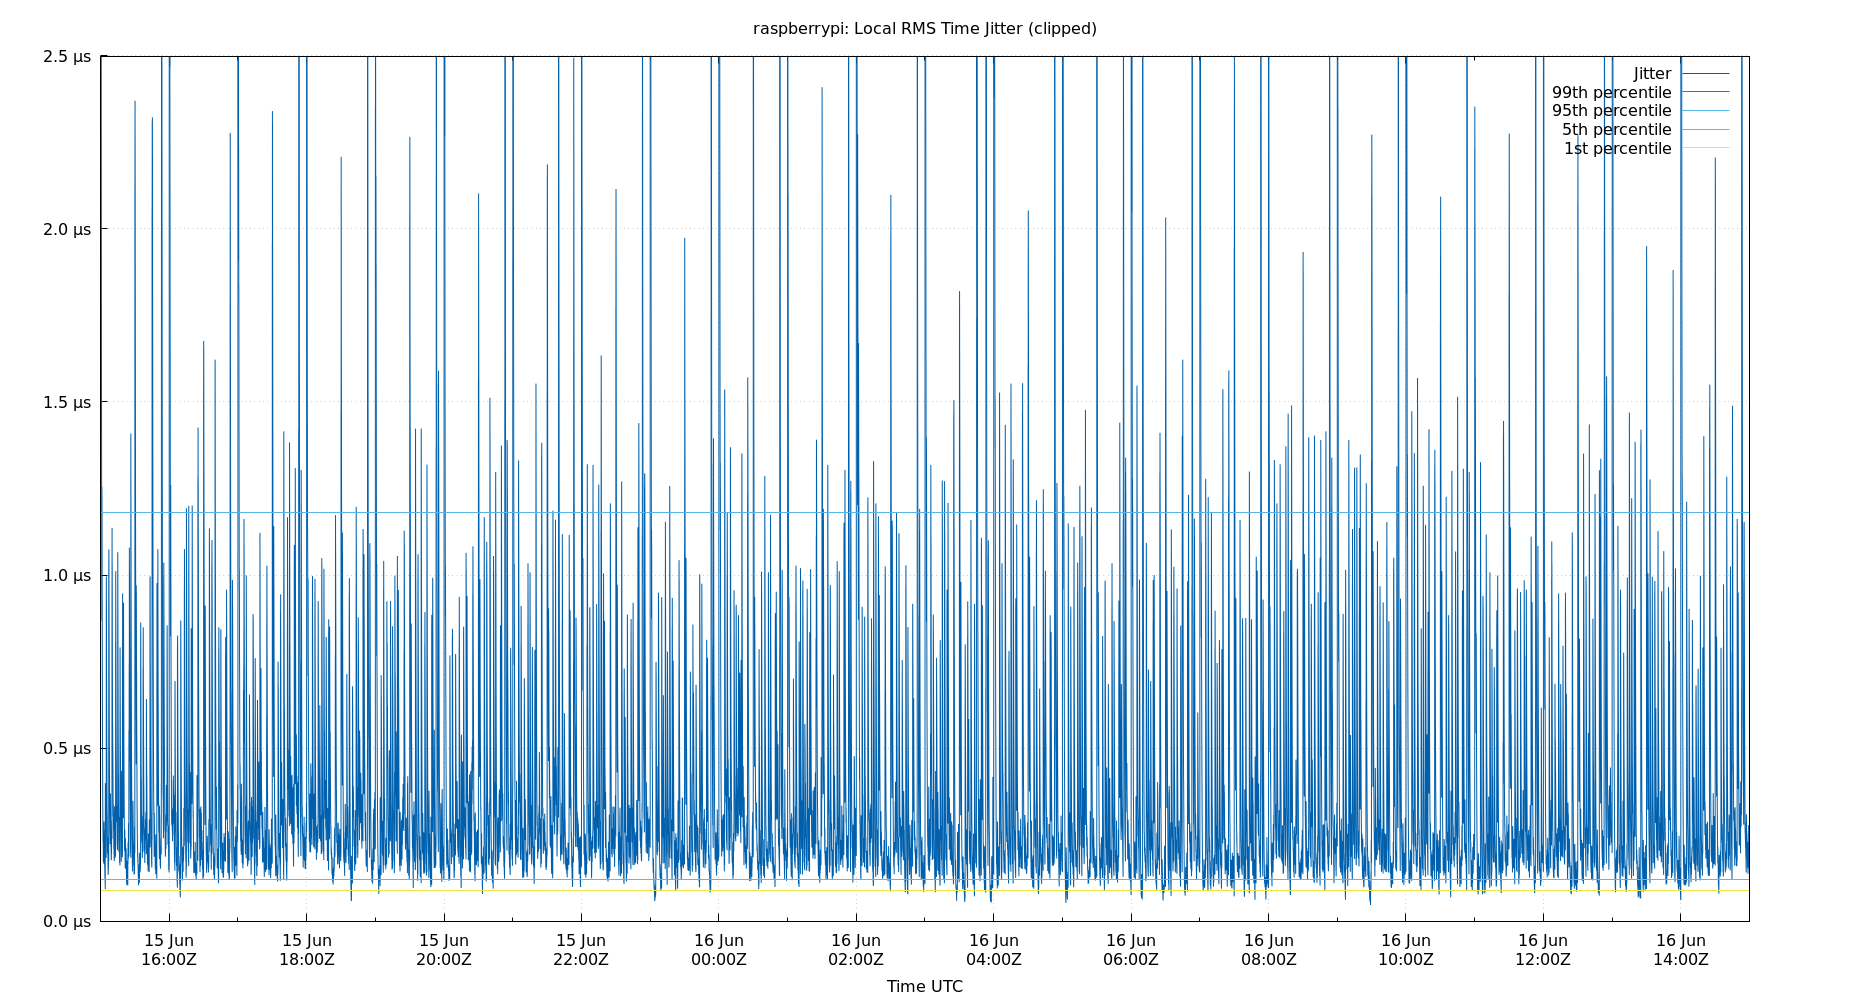 raspberrypi: Local RMS Time Jitter (clipped)
2.5 µs
2.0 µs
1.5 µs
1.0 µs
0.5 µs
0.0 µs
Jitter
99th percentile
95th percentile
5th percentile
1st percentile
15 Jun 15 Jun 15 Jun 15 Jun 16 Jun 16 Jun 16 Jun 16 Jun 16 Jun 16 Jun 16 Jun 16 Jun
16:00Z 18:00Z 20:00Z 22:00Z 00:00Z 02:00Z 04:00Z 06:00Z 08:00Z 10:00Z 12:00Z 14:00Z
Time UTC